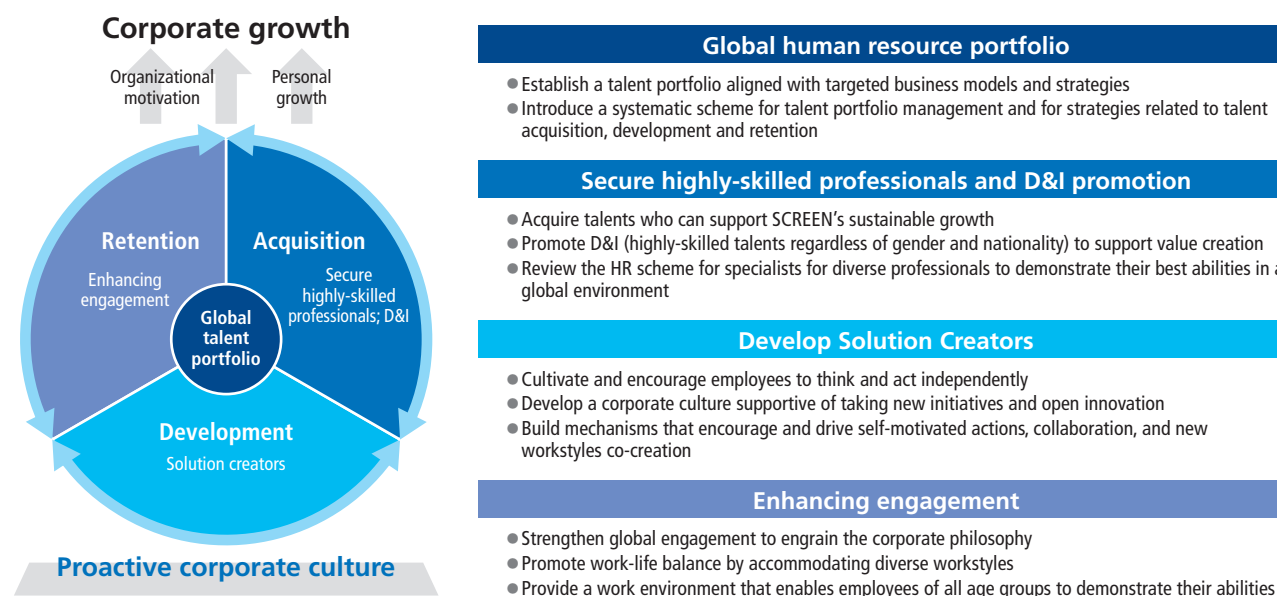 Corporate growth
Organizational
motivation
Personal
growth
Retention
Enhancing
engagement
Acquisition
Secure
highly-skilled
professionals; D&I
Global
talent
portfolio
Development
Solution creators
Proactive corporate culture
Global human resource portfolio
● Establish a talent portfolio aligned with targeted business models and strategies
● Introduce a systematic scheme for talent portfolio management and for strategies related to talent
acquisition, development and retention
Secure highly-skilled professionals and D&I promotion
● Acquire talents who can support SCREEN's sustainable growth
● Promote D&I (highly-skilled talents regardless of gender and nationality) to support value creation
● Review the HR scheme for specialists for diverse professionals to demonstrate their best abilities in a
global environment
Develop Solution Creators
● Cultivate and encourage employees to think and act independently
● Develop a corporate culture supportive of taking new initiatives and open innovation
● Build mechanisms that encourage and drive self-motivated actions, collaboration, and new
workstyles co-creation
Enhancing engagement
● Strengthen global engagement to engrain the corporate philosophy
● Promote work-life balance by accommodating diverse workstyles
● Provide a work environment that enables employees of all age groups to demonstrate their abilities